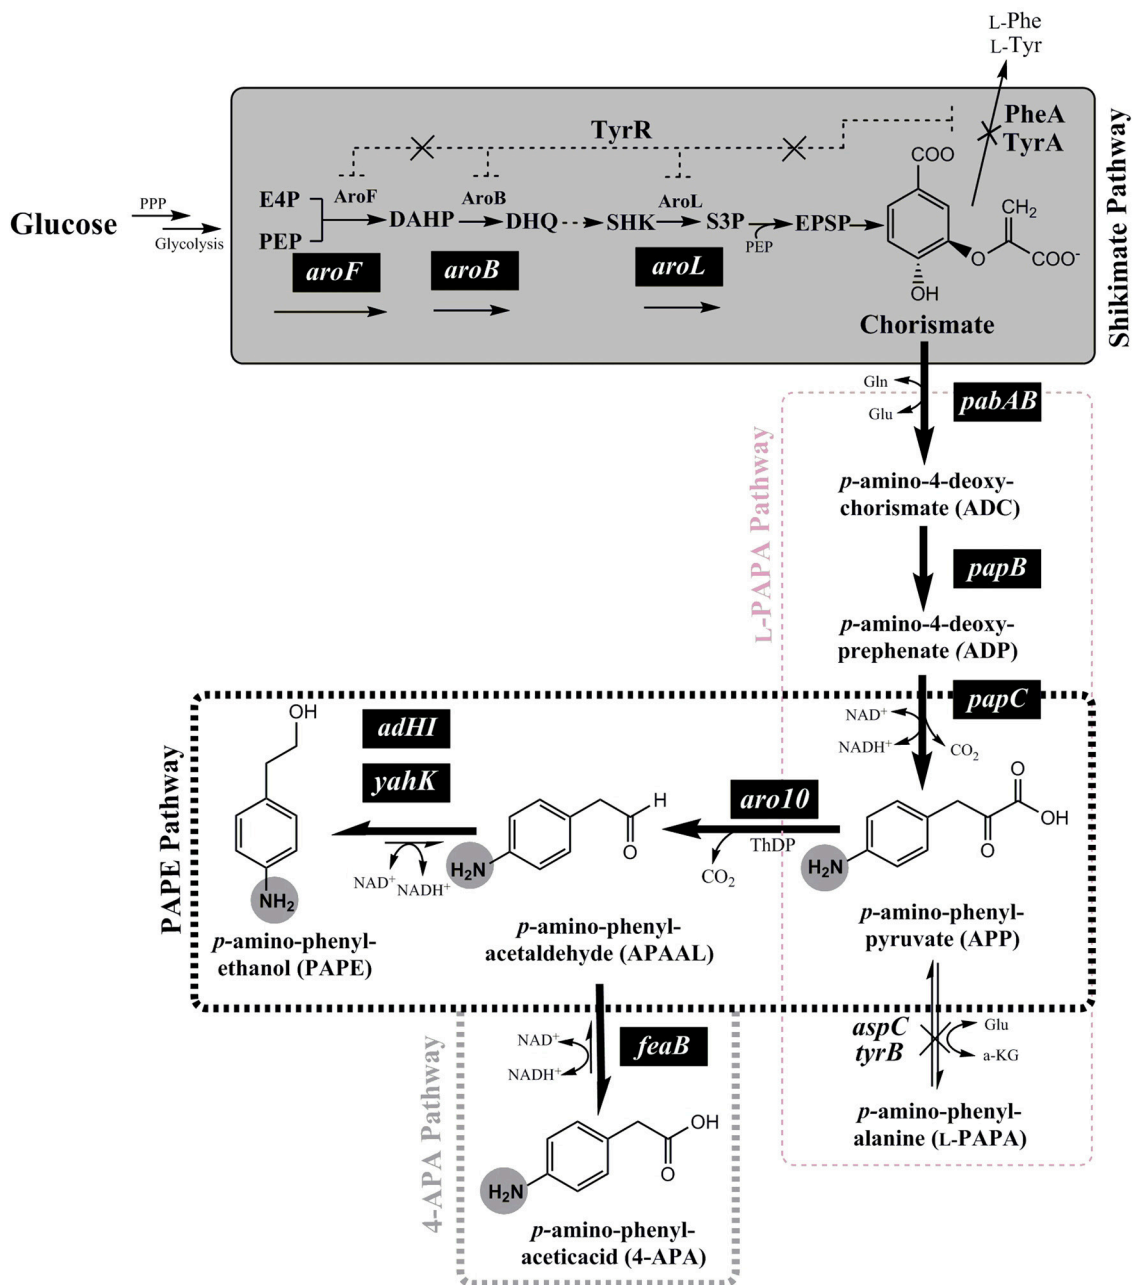 L-Phe
L-Tyr
PheA
TyrA
TyrR
COO
AroF
AroB
AroL
CH₂
Glucose
PPP
Glycolysis
E4P
PEP
DAHP
DHQ
SHK
S3P
PEP
EPSP
O
COO⁻
OH
aroF
aroB
aroL
Chorismate
Shikimate Pathway
Gln
Glu
pabAB
p-amino-4-deoxy-
chorismate (ADC)
L-PAPA Pathway
papB
p-amino-4-deoxy-
prephenate (ADP)
papC
NAD⁺
NADH⁺
CO₂
PAPE Pathway
OH
adHI
yahK
NAD⁺
NADH⁺
NH₂
p-amino-phenyl-
ethanol (PAPE)
H
O
H₂N
p-amino-phenyl-
acetaldehyde (APAAL)
aro10
ThDP
CO₂
O
OH
O
H₂N
p-amino-phenyl-
pyruvate (APP)
aspC
tyrB
Glu
a-KG
p-amino-phenyl-
alanine (L-PAPA)
4-APA Pathway
NAD⁺
NADH⁺
feaB
OH
O
H₂N
p-amino-phenyl-
aceticacid (4-APA)